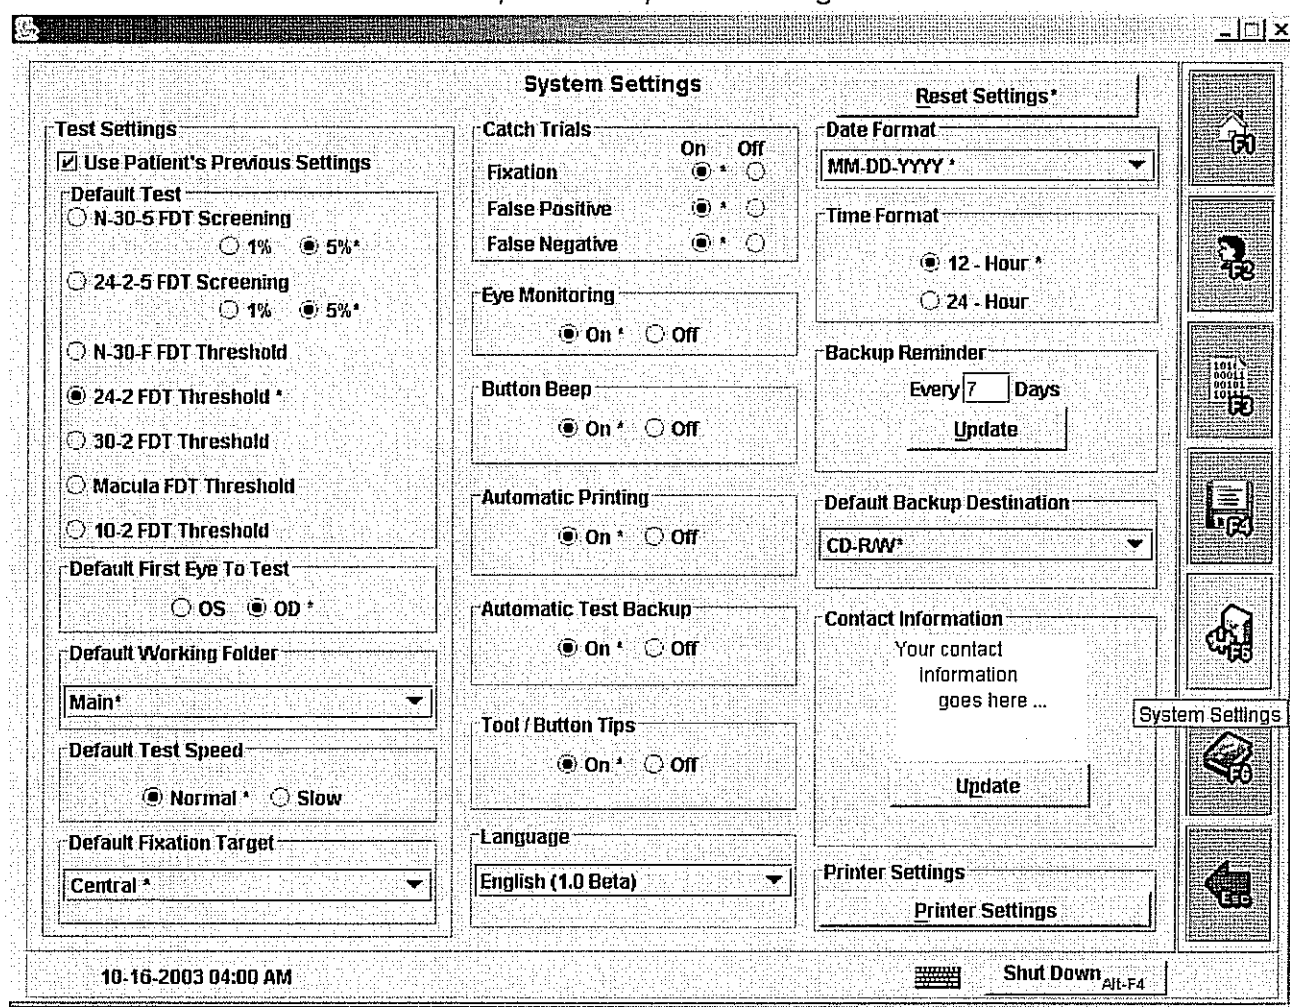 System Settings
Reset Settings*
Test Settings
Use Patient's Previous Settings
Default Test
N-30-5 FDT Screening
1% 5%*
24-2-5 FDT Screening
1% 5%*
N-30-F FDT Threshold
24-2 FDT Threshold *
30-2 FDT Threshold
Macula FDT Threshold
10-2 FDT Threshold
Default First Eye To Test
OS OD *
Default Working Folder
Main*
Default Test Speed
Normal * Slow
Default Fixation Target
Central *
Catch Trials
On Off
Fixation *
False Positive *
False Negative *
Eye Monitoring
On * Off
Button Beep
On * Off
Automatic Printing
On * Off
Automatic Test Backup
On * Off
Tool / Button Tips
On * Off
Language
English (1.0 Beta)
Date Format
MM-DD-YYYY *
Time Format
12 - Hour *
24 - Hour
Backup Reminder
Every 7 Days
Update
Default Backup Destination
CD-R/W*
Contact Information
Your contact
information
goes here ...
Update
Printer Settings
Printer Settings
F1
F2
F3
F4
F5
System Settings
F6
ESC
10-16-2003 04:00 AM
Shut Down Alt-F4